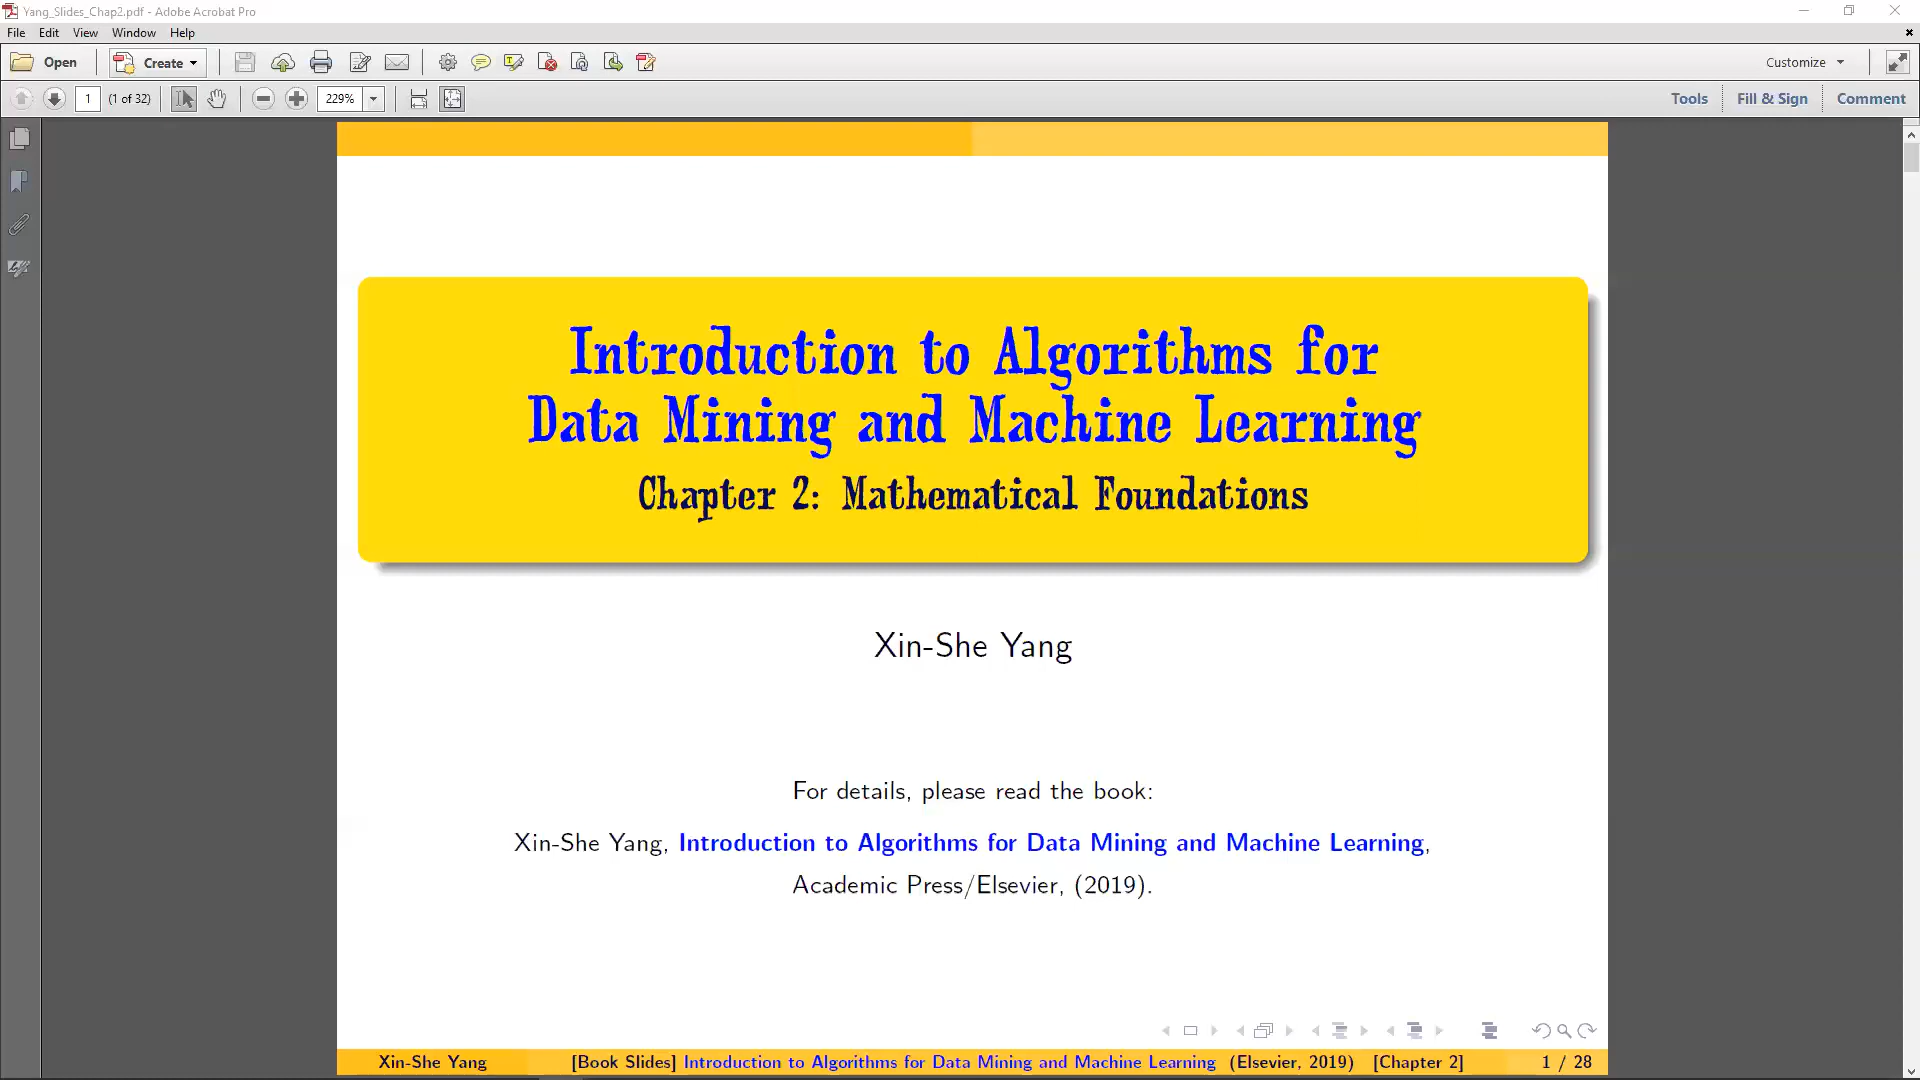 Yang_Slides_Chap2.pdf - Adobe Acrobat Pro
File Edit View Window Help
Open Create Customize
1 (1 of 32) 229% Tools Fill & Sign Comment
Introduction to Algorithms for
Data Mining and Machine Learning
Chapter 2: Mathematical Foundations
Xin-She Yang
For details, please read the book:
Xin-She Yang, Introduction to Algorithms for Data Mining and Machine Learning,
Academic Press/Elsevier, (2019).
Xin-She Yang [Book Slides] Introduction to Algorithms for Data Mining and Machine Learning (Elsevier, 2019) [Chapter 2] 1 / 28